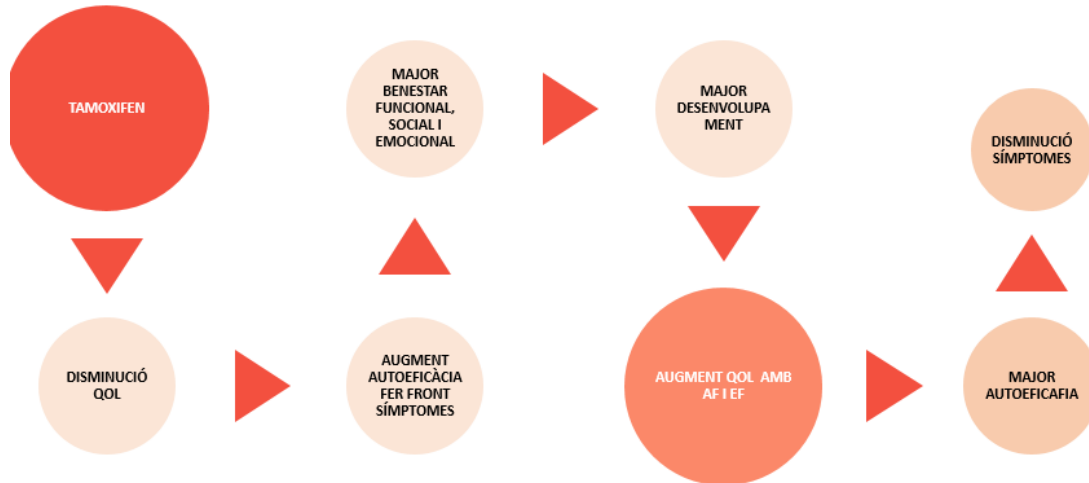 TAMOXIFEN
DISMINUCIÓ
QOL
AUGMENT
AUTOEFICÀCIA
FER FRONT
SÍMPTOMES
MAJOR
BENESTAR
FUNCIONAL,
SOCIAL I
EMOCIONAL
MAJOR
DESENVOLUPA
MENT
AUGMENT QOL AMB
AF I EF
MAJOR
AUTOEFICAFIA
DISMINUCIÓ
SÍMPTOMES